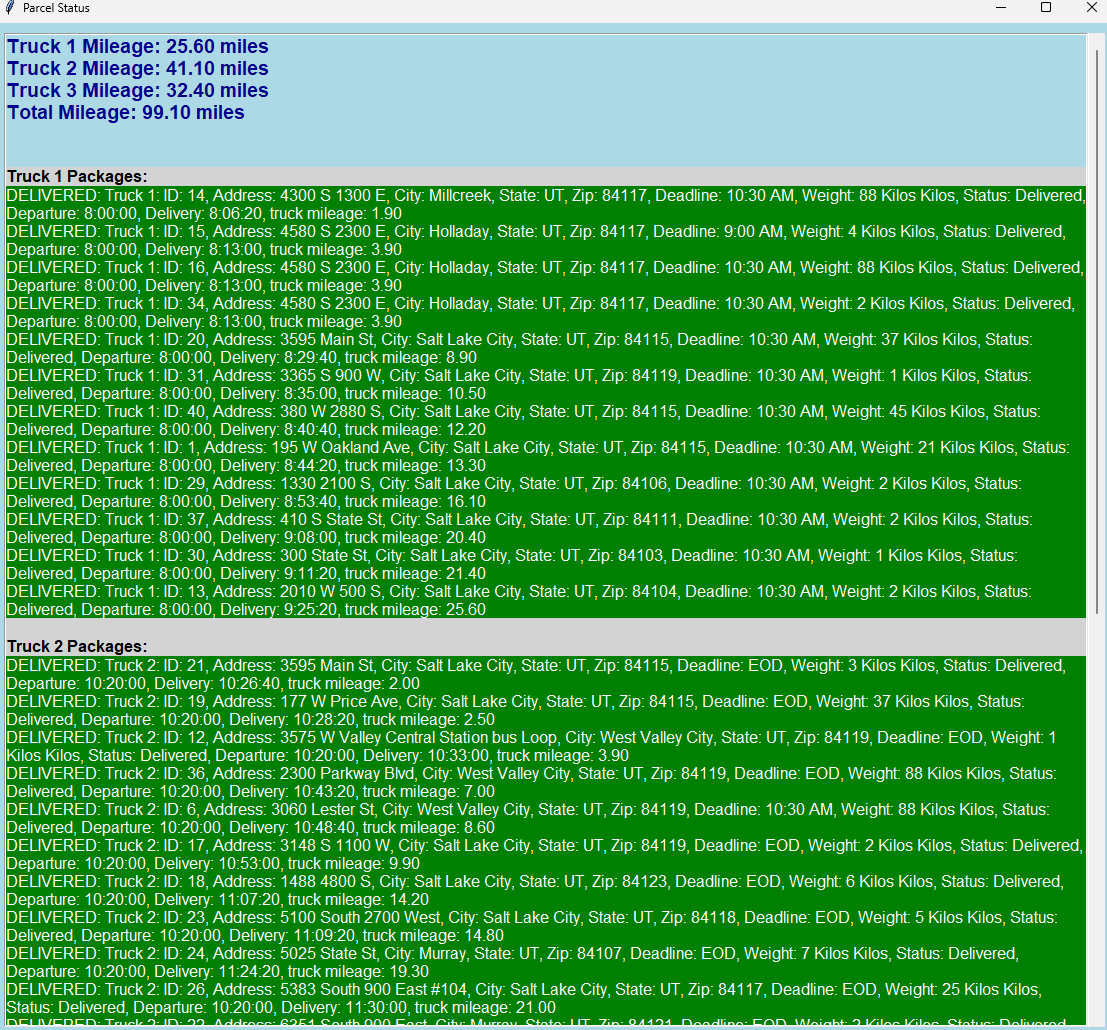 Parcel Status
Truck 1 Mileage: 25.60 miles
Truck 2 Mileage: 41.10 miles
Truck 3 Mileage: 32.40 miles
Total Mileage: 99.10 miles
Truck 1 Packages:
DELIVERED: Truck 1: ID: 14, Address: 4300 S 1300 E, City: Millcreek, State: UT, Zip: 84117, Deadline: 10:30 AM, Weight: 88 Kilos Kilos, Status: Delivered,
Departure: 8:00:00, Delivery: 8:06:20, truck mileage: 1.90
DELIVERED: Truck 1: ID: 15, Address: 4580 S 2300 E, City: Holladay, State: UT, Zip: 84117, Deadline: 9:00 AM, Weight: 4 Kilos Kilos, Status: Delivered,
Departure: 8:00:00, Delivery: 8:13:00, truck mileage: 3.90
DELIVERED: Truck 1: ID: 16, Address: 4580 S 2300 E, City: Holladay, State: UT, Zip: 84117, Deadline: 10:30 AM, Weight: 88 Kilos Kilos, Status: Delivered,
Departure: 8:00:00, Delivery: 8:13:00, truck mileage: 3.90
DELIVERED: Truck 1: ID: 34, Address: 4580 S 2300 E, City: Holladay, State: UT, Zip: 84117, Deadline: 10:30 AM, Weight: 2 Kilos Kilos, Status: Delivered,
Departure: 8:00:00, Delivery: 8:13:00, truck mileage: 3.90
DELIVERED: Truck 1: ID: 20, Address: 3595 Main St, City: Salt Lake City, State: UT, Zip: 84115, Deadline: 10:30 AM, Weight: 37 Kilos Kilos, Status:
Delivered, Departure: 8:00:00, Delivery: 8:29:40, truck mileage: 8.90
DELIVERED: Truck 1: ID: 31, Address: 3365 S 900 W, City: Salt Lake City, State: UT, Zip: 84119, Deadline: 10:30 AM, Weight: 1 Kilos Kilos, Status:
Delivered, Departure: 8:00:00, Delivery: 8:35:00, truck mileage: 10.50
DELIVERED: Truck 1: ID: 40, Address: 380 W 2880 S, City: Salt Lake City, State: UT, Zip: 84115, Deadline: 10:30 AM, Weight: 45 Kilos Kilos, Status:
Delivered, Departure: 8:00:00, Delivery: 8:40:40, truck mileage: 12.20
DELIVERED: Truck 1: ID: 1, Address: 195 W Oakland Ave, City: Salt Lake City, State: UT, Zip: 84115, Deadline: 10:30 AM, Weight: 21 Kilos Kilos, Status:
Delivered, Departure: 8:00:00, Delivery: 8:44:20, truck mileage: 13.30
DELIVERED: Truck 1: ID: 29, Address: 1330 2100 S, City: Salt Lake City, State: UT, Zip: 84106, Deadline: 10:30 AM, Weight: 2 Kilos Kilos, Status:
Delivered, Departure: 8:00:00, Delivery: 8:53:40, truck mileage: 16.10
DELIVERED: Truck 1: ID: 37, Address: 410 S State St, City: Salt Lake City, State: UT, Zip: 84111, Deadline: 10:30 AM, Weight: 2 Kilos Kilos, Status:
Delivered, Departure: 8:00:00, Delivery: 9:08:00, truck mileage: 20.40
DELIVERED: Truck 1: ID: 30, Address: 300 State St, City: Salt Lake City, State: UT, Zip: 84103, Deadline: 10:30 AM, Weight: 1 Kilos Kilos, Status:
Delivered, Departure: 8:00:00, Delivery: 9:11:20, truck mileage: 21.40
DELIVERED: Truck 1: ID: 13, Address: 2010 W 500 S, City: Salt Lake City, State: UT, Zip: 84104, Deadline: 10:30 AM, Weight: 2 Kilos Kilos, Status:
Delivered, Departure: 8:00:00, Delivery: 9:25:20, truck mileage: 25.60
Truck 2 Packages:
DELIVERED: Truck 2: ID: 21, Address: 3595 Main St, City: Salt Lake City, State: UT, Zip: 84115, Deadline: EOD, Weight: 3 Kilos Kilos, Status: Delivered,
Departure: 10:20:00, Delivery: 10:26:40, truck mileage: 2.00
DELIVERED: Truck 2: ID: 19, Address: 177 W Price Ave, City: Salt Lake City, State: UT, Zip: 84115, Deadline: EOD, Weight: 37 Kilos Kilos, Status:
Delivered, Departure: 10:20:00, Delivery: 10:28:20, truck mileage: 2.50
DELIVERED: Truck 2: ID: 12, Address: 3575 W Valley Central Station bus Loop, City: West Valley City, State: UT, Zip: 84119, Deadline: EOD, Weight: 1
Kilos Kilos, Status: Delivered, Departure: 10:20:00, Delivery: 10:33:00, truck mileage: 3.90
DELIVERED: Truck 2: ID: 36, Address: 2300 Parkway Blvd, City: West Valley City, State: UT, Zip: 84119, Deadline: EOD, Weight: 88 Kilos Kilos, Status:
Delivered, Departure: 10:20:00, Delivery: 10:43:20, truck mileage: 7.00
DELIVERED: Truck 2: ID: 6, Address: 3060 Lester St, City: West Valley City, State: UT, Zip: 84119, Deadline: 10:30 AM, Weight: 88 Kilos Kilos, Status:
Delivered, Departure: 10:20:00, Delivery: 10:48:40, truck mileage: 8.60
DELIVERED: Truck 2: ID: 17, Address: 3148 S 1100 W, City: Salt Lake City, State: UT, Zip: 84119, Deadline: EOD, Weight: 2 Kilos Kilos, Status: Delivered,
Departure: 10:20:00, Delivery: 10:53:00, truck mileage: 9.90
DELIVERED: Truck 2: ID: 18, Address: 1488 4800 S, City: Salt Lake City, State: UT, Zip: 84123, Deadline: EOD, Weight: 6 Kilos Kilos, Status: Delivered,
Departure: 10:20:00, Delivery: 11:07:20, truck mileage: 14.20
DELIVERED: Truck 2: ID: 23, Address: 5100 South 2700 West, City: Salt Lake City, State: UT, Zip: 84118, Deadline: EOD, Weight: 5 Kilos Kilos, Status:
Delivered, Departure: 10:20:00, Delivery: 11:09:20, truck mileage: 14.80
DELIVERED: Truck 2: ID: 24, Address: 5025 State St, City: Murray, State: UT, Zip: 84107, Deadline: EOD, Weight: 7 Kilos Kilos, Status: Delivered,
Departure: 10:20:00, Delivery: 11:24:20, truck mileage: 19.30
DELIVERED: Truck 2: ID: 26, Address: 5383 South 900 East #104, City: Salt Lake City, State: UT, Zip: 84117, Deadline: EOD, Weight: 25 Kilos Kilos,
Status: Delivered, Departure: 10:20:00, Delivery: 11:30:00, truck mileage: 21.00
DELIVERED: Truck 2: ID: 22, Address: 6351 South 900 East, City: Murray, State: UT, Zip: 84121, Deadline: EOD, Weight: 2 Kilos Kilos, Status: Delivered,